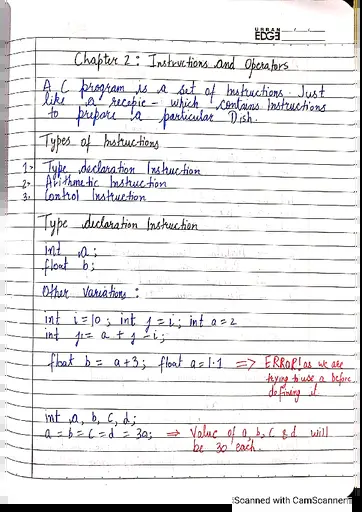 URBAN
EDGE
Chapter 2: Instructions and Operators
A C program is a set of Instructions. Just
like a recepie - which contains Instructions
to prepare a particular Dish.
Types of Instructions
1. Type declaration Instruction
2. Arithmetic Instruction
3. Control Instruction
Type declaration Instruction
int a;
float b;
Other variations:
int i=10; int j=i; int a=2
int j= a + j - i;
float b = a+3; float a=1.1 => ERROR! as we are
trying to use a before
defining it.
int a, b, c, d;
a = b = c = d = 30; => Value of a, b, c & d will
be 30 each.
Scanned with CamScanner